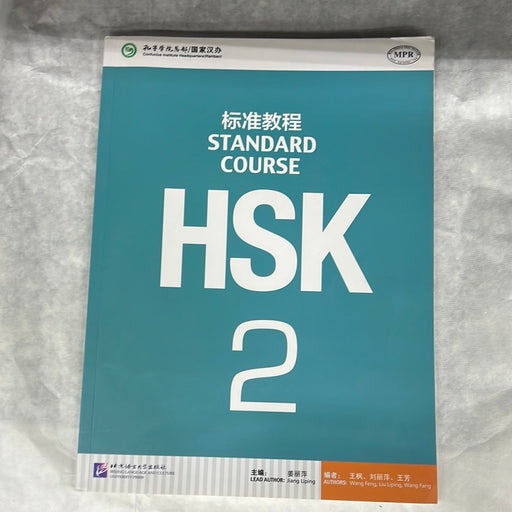 孔子学院总部/国家汉办
Confucius Institute Headquarters(Hanban)
MPR
标准教程
STANDARD
COURSE
HSK
2
北京语言大学出版社
BEIJING LANGUAGE AND CULTURE
UNIVERSITY PRESS
主编： 姜丽萍
LEAD AUTHOR: Jiang Liping
编者： 王枫、刘丽萍、王芳
AUTHORS: Wang Feng, Liu Liping, Wang Fang